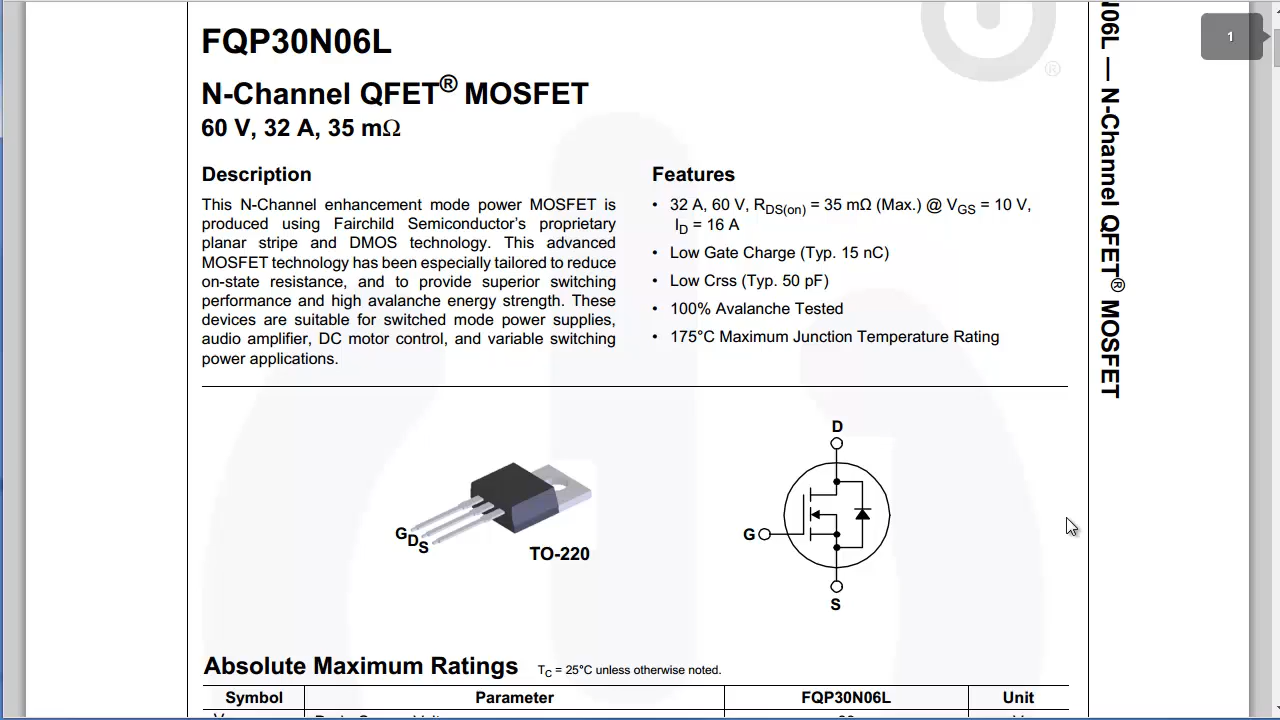 FQP30N06L
N-Channel QFET® MOSFET
60 V, 32 A, 35 mΩ
Description
This N-Channel enhancement mode power MOSFET is
produced using Fairchild Semiconductor's proprietary
planar stripe and DMOS technology. This advanced
MOSFET technology has been especially tailored to reduce
on-state resistance, and to provide superior switching
performance and high avalanche energy strength. These
devices are suitable for switched mode power supplies,
audio amplifier, DC motor control, and variable switching
power applications.
Features
• 32 A, 60 V, RDS(on) = 35 mΩ (Max.) @ VGS = 10 V,
ID = 16 A
• Low Gate Charge (Typ. 15 nC)
• Low Crss (Typ. 50 pF)
• 100% Avalanche Tested
• 175°C Maximum Junction Temperature Rating
G
D
S
TO-220
D
G
S
Absolute Maximum Ratings TC = 25°C unless otherwise noted.
Symbol Parameter FQP30N06L Unit
®
06L — N-Channel QFET® MOSFET
1